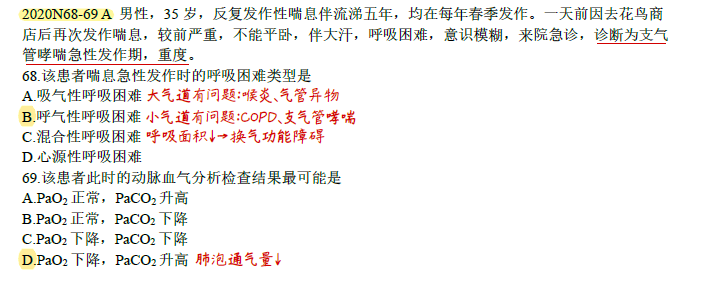 2020N68-69 A 男性，35 岁，反复发作性喘息伴流涕五年，均在每年春季发作。一天前因去花鸟商
店后再次发作喘息，较前严重，不能平卧，伴大汗，呼吸困难，意识模糊，来院急诊，诊断为支气
管哮喘急性发作期，重度。
68.该患者喘息急性发作时的呼吸困难类型是
A.吸气性呼吸困难 大气道有问题：喉炎、气管异物
B.呼气性呼吸困难 小气道有问题：COPD、支气管哮喘
C.混合性呼吸困难 呼吸面积↓→换气功能障碍
D.心源性呼吸困难
69.该患者此时的动脉血气分析检查结果最可能是
A.PaO₂ 正常，PaCO₂ 升高
B.PaO₂ 正常，PaCO₂ 下降
C.PaO₂ 下降，PaCO₂ 下降
D.PaO₂ 下降，PaCO₂ 升高 肺泡通气量↓